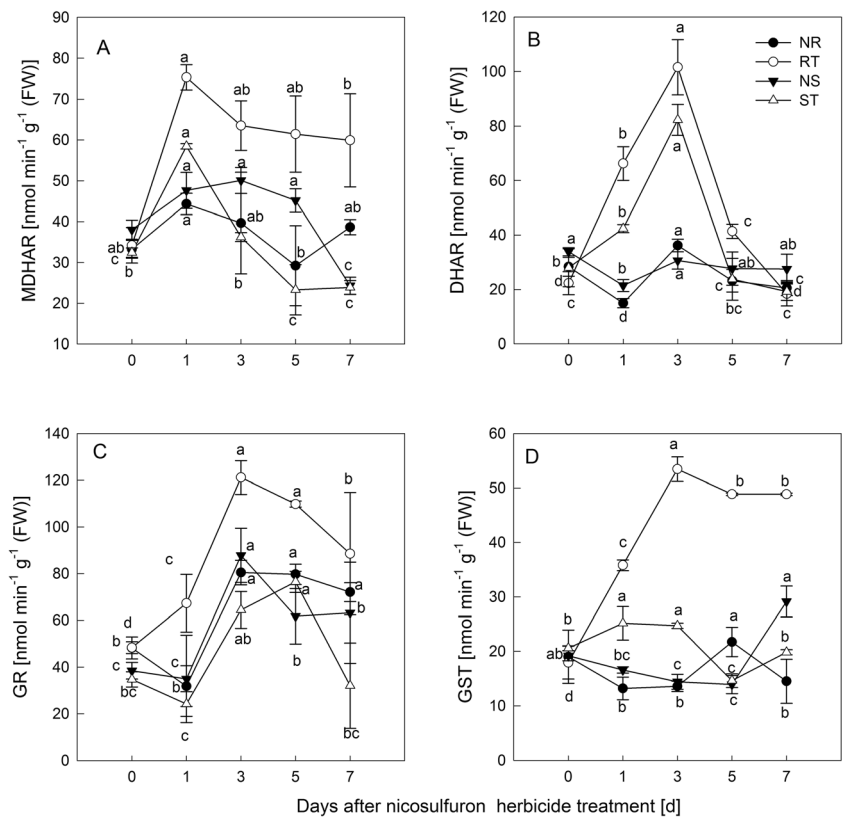 A
MDHAR [nmol min-1 g-1 (FW)]
90
80
70
60
50
40
30
20
10
0 1 3 5 7
a
ab
ab
b
a
a
a
a
a
ab
ab
b
ab
b
b
c
c
c
B
DHAR [nmol min-1 g-1 (FW)]
120
100
80
60
40
20
0
0 1 3 5 7
NR
RT
NS
ST
a
b
a
b
c
a
b
d
c
b
d
a
a
ab
c
bc
ab
c
d
c
C
GR [nmol min-1 g-1 (FW)]
140
120
100
80
60
40
20
0
0 1 3 5 7
a
a
b
c
d
b
c
bc
c
b
c
a
a
ab
a
a
b
a
b
bc
D
GST [nmol min-1 g-1 (FW)]
60
50
40
30
20
10
0
0 1 3 5 7
a
b
b
c
b
ab
d
a
bc
b
a
c
b
a
c
c
a
b
b
Days after nicosulfuron herbicide treatment [d]